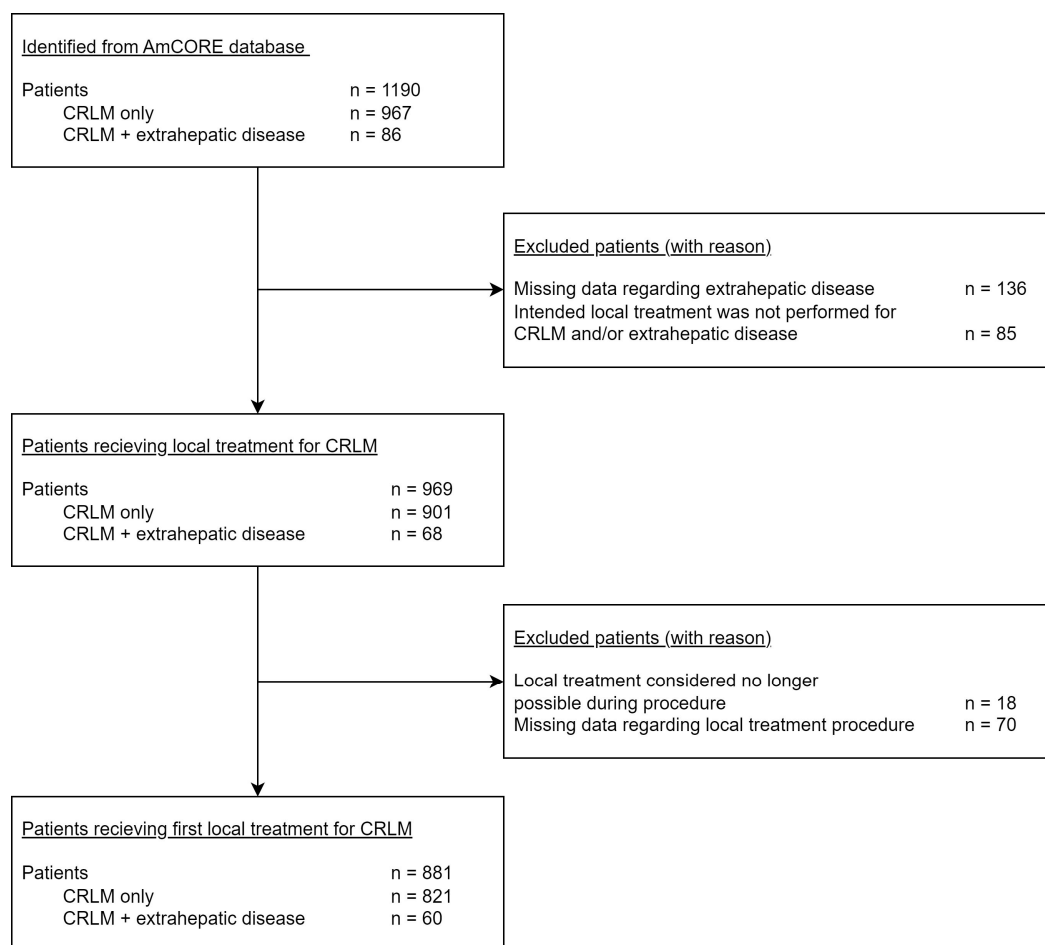 Identified from AmCORE database
Patients n = 1190
CRLM only n = 967
CRLM + extrahepatic disease n = 86
Excluded patients (with reason)
Missing data regarding extrahepatic disease n = 136
Intended local treatment was not performed for
CRLM and/or extrahepatic disease n = 85
Patients recieving local treatment for CRLM
Patients n = 969
CRLM only n = 901
CRLM + extrahepatic disease n = 68
Excluded patients (with reason)
Local treatment considered no longer
possible during procedure n = 18
Missing data regarding local treatment procedure n = 70
Patients recieving first local treatment for CRLM
Patients n = 881
CRLM only n = 821
CRLM + extrahepatic disease n = 60